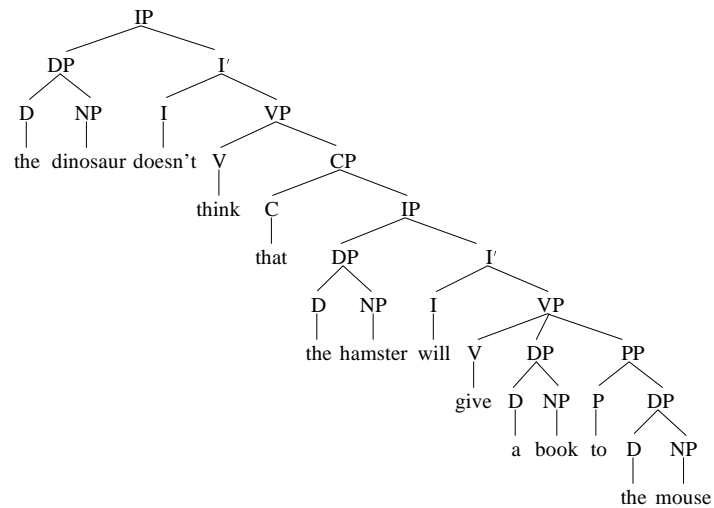 IP
DP I′
D NP I VP
the dinosaur doesn't V CP
think C IP
that DP I′
D NP I VP
the hamster will V DP PP
give D NP P DP
a book to D NP
the mouse